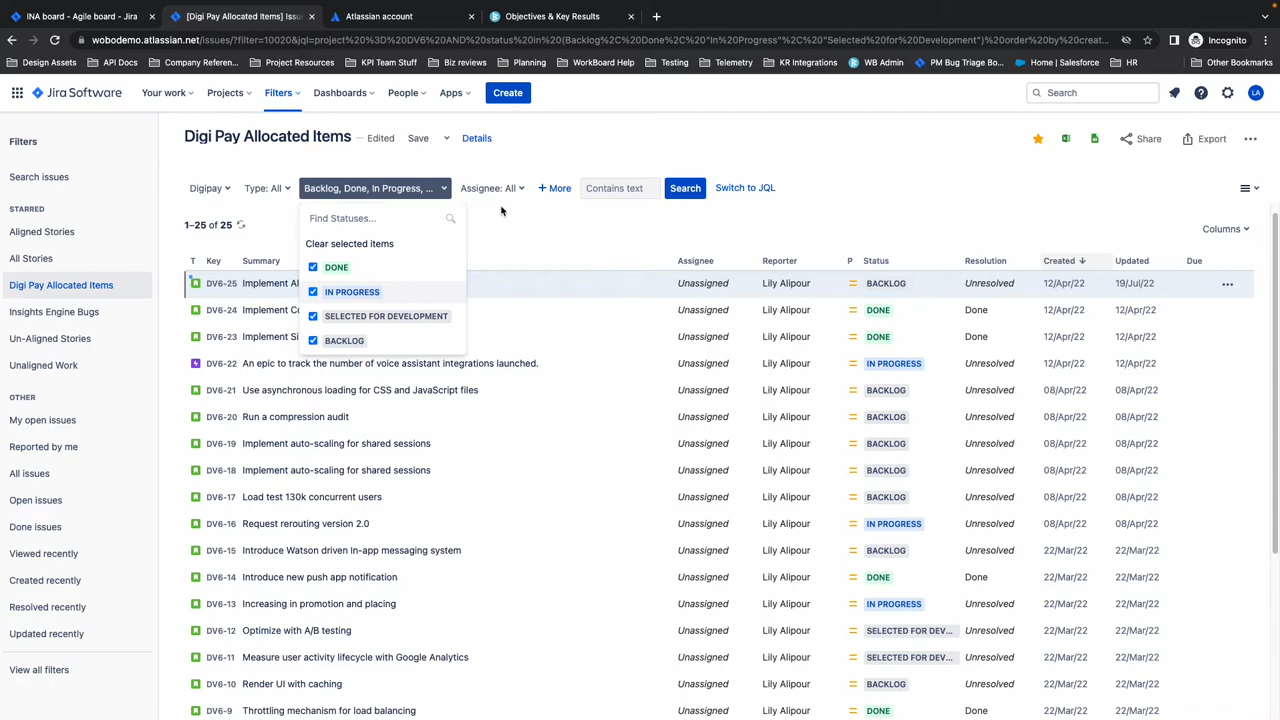 INA board - Agile board - Jira
[Digi Pay Allocated Items] Issu
Atlassian account
Objectives & Key Results
wobodemo.atlassian.net/issues/?filter=10020&jql=project%20%3D%20DV6%20AND%20status%20in%20(Backlog%2C%20Done%2C%20"In%20Progress"%2C%20"Selected%20for%20Development")%20order%20by%20creat...
Incognito
Design Assets
API Docs
Company Referen...
Project Resources
KPI Team Stuff
Biz reviews
Planning
WorkBoard Help
Testing
Telemetry
KR Integrations
WB Admin
PM Bug Triage Boa...
Home | Salesforce
HR
Other Bookmarks
Jira Software
Your work
Projects
Filters
Dashboards
People
Apps
Create
Search
LA
Filters
Search issues
STARRED
Aligned Stories
All Stories
Digi Pay Allocated Items
Insights Engine Bugs
Un-Aligned Stories
Unaligned Work
OTHER
My open issues
Reported by me
All issues
Open issues
Done issues
Viewed recently
Created recently
Resolved recently
Updated recently
View all filters
Digi Pay Allocated Items
Edited
Save
Details
Share
Export
Digipay
Type: All
Backlog, Done, In Progress, ...
Assignee: All
+ More
Contains text
Search
Switch to JQL
Find Statuses...
Clear selected items
DONE
IN PROGRESS
SELECTED FOR DEVELOPMENT
BACKLOG
1–25 of 25
Columns
T Key Summary Assignee Reporter P Status Resolution Created Updated Due
DV6-25 Implement Unassigned Lily Alipour BACKLOG Unresolved 12/Apr/22 19/Jul/22
DV6-24 Implement Unassigned Lily Alipour DONE Done 12/Apr/22 12/Apr/22
DV6-23 Implement Unassigned Lily Alipour DONE Done 12/Apr/22 12/Apr/22
DV6-22 An epic to track the number of voice assistant integrations launched. Unassigned Lily Alipour IN PROGRESS Unresolved 12/Apr/22 12/Apr/22
DV6-21 Use asynchronous loading for CSS and JavaScript files Unassigned Lily Alipour BACKLOG Unresolved 08/Apr/22 08/Apr/22
DV6-20 Run a compression audit Unassigned Lily Alipour BACKLOG Unresolved 08/Apr/22 08/Apr/22
DV6-19 Implement auto-scaling for shared sessions Unassigned Lily Alipour BACKLOG Unresolved 08/Apr/22 08/Apr/22
DV6-18 Implement auto-scaling for shared sessions Unassigned Lily Alipour BACKLOG Unresolved 08/Apr/22 08/Apr/22
DV6-17 Load test 130k concurrent users Unassigned Lily Alipour BACKLOG Unresolved 08/Apr/22 08/Apr/22
DV6-16 Request rerouting version 2.0 Unassigned Lily Alipour IN PROGRESS Unresolved 08/Apr/22 08/Apr/22
DV6-15 Introduce Watson driven In-app messaging system Unassigned Lily Alipour BACKLOG Unresolved 22/Mar/22 22/Mar/22
DV6-14 Introduce new push app notification Unassigned Lily Alipour DONE Done 22/Mar/22 22/Mar/22
DV6-13 Increasing in promotion and placing Unassigned Lily Alipour IN PROGRESS Unresolved 22/Mar/22 22/Mar/22
DV6-12 Optimize with A/B testing Unassigned Lily Alipour SELECTED FOR DEV... Unresolved 22/Mar/22 22/Mar/22
DV6-11 Measure user activity lifecycle with Google Analytics Unassigned Lily Alipour SELECTED FOR DEV... Unresolved 22/Mar/22 22/Mar/22
DV6-10 Render UI with caching Unassigned Lily Alipour BACKLOG Unresolved 22/Mar/22 22/Mar/22
DV6-9 Throttling mechanism for load balancing Unassigned Lily Alipour DONE Done 22/Mar/22 22/Mar/22